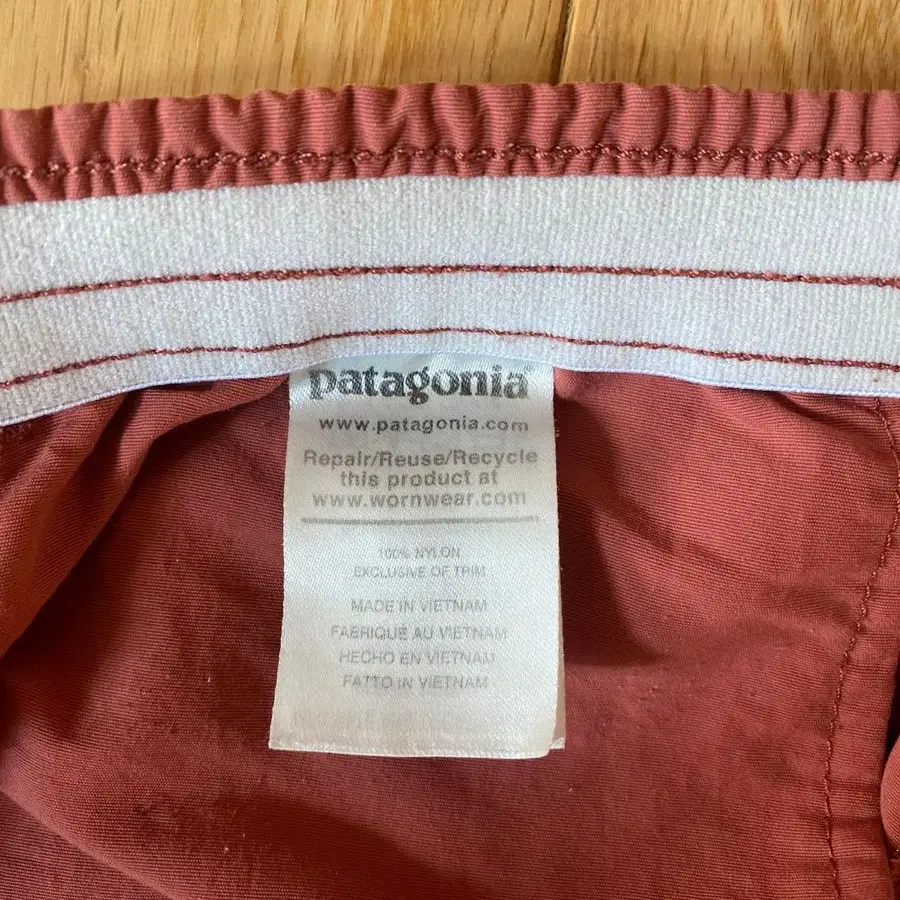 patagonia
www.patagonia.com
Repair/Reuse/Recycle
this product at
www.wornwear.com
100% NYLON
EXCLUSIVE OF TRIM
MADE IN VIETNAM
FABRIQUE AU VIETNAM
HECHO EN VIETNAM
FATTO IN VIETNAM